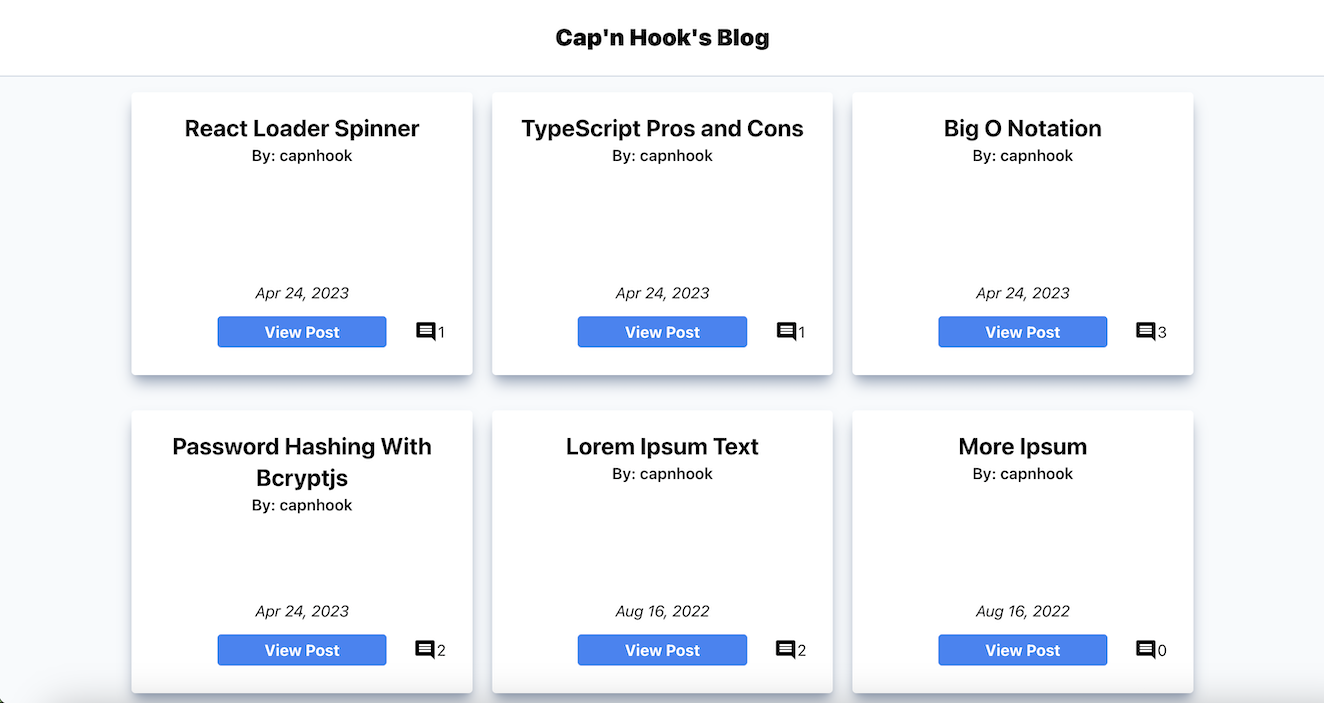 Cap'n Hook's Blog
React Loader Spinner
By: capnhook
Apr 24, 2023
View Post
1
TypeScript Pros and Cons
By: capnhook
Apr 24, 2023
View Post
1
Big O Notation
By: capnhook
Apr 24, 2023
View Post
3
Password Hashing With
Bcryptjs
By: capnhook
Apr 24, 2023
View Post
2
Lorem Ipsum Text
By: capnhook
Aug 16, 2022
View Post
2
More Ipsum
By: capnhook
Aug 16, 2022
View Post
0